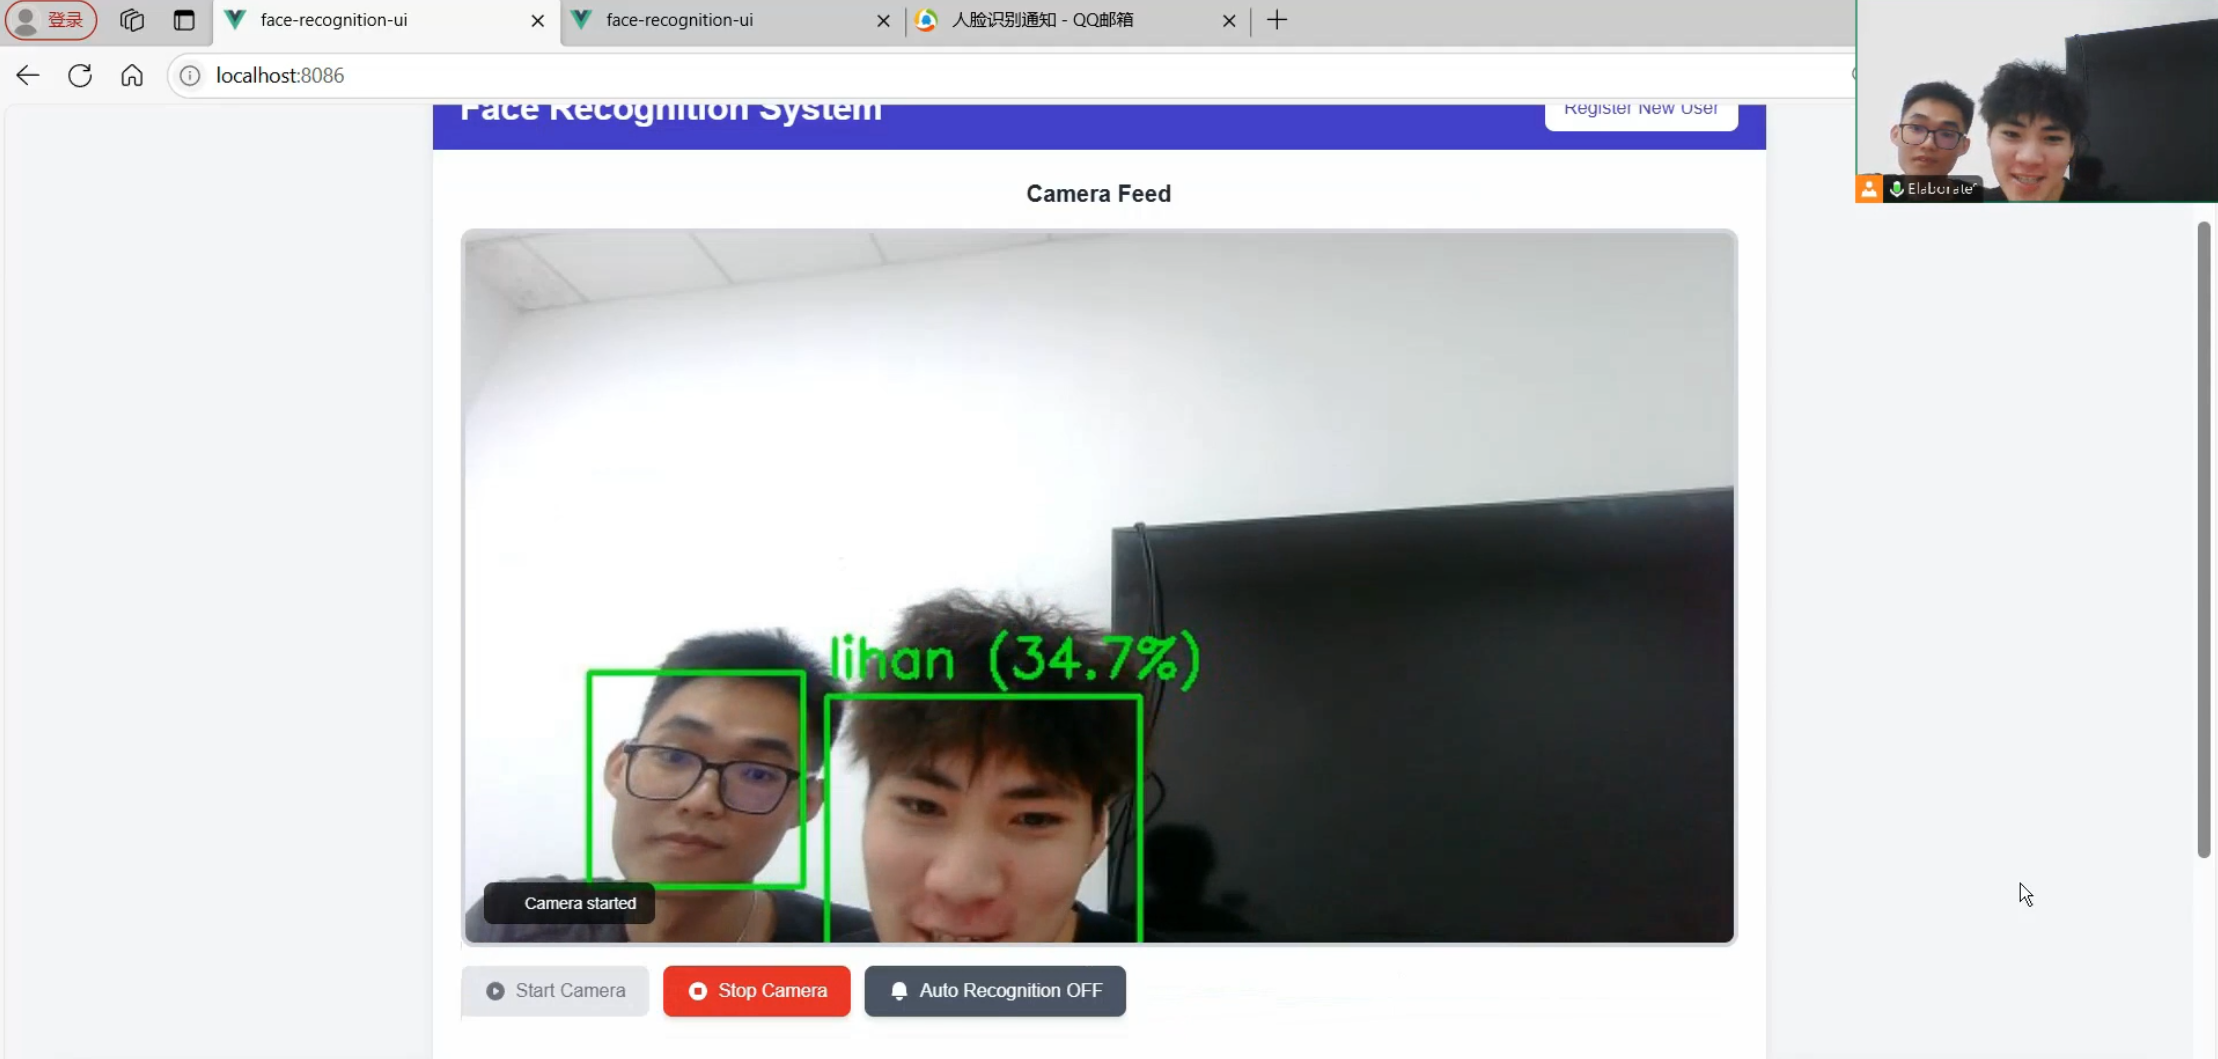 登录
face-recognition-ui
face-recognition-ui
人脸识别通知 - QQ邮箱
localhost:8086
Face Recognition System
Register New User
Camera Feed
Elaborate
lihan (34.7%)
Camera started
Start Camera
Stop Camera
Auto Recognition OFF